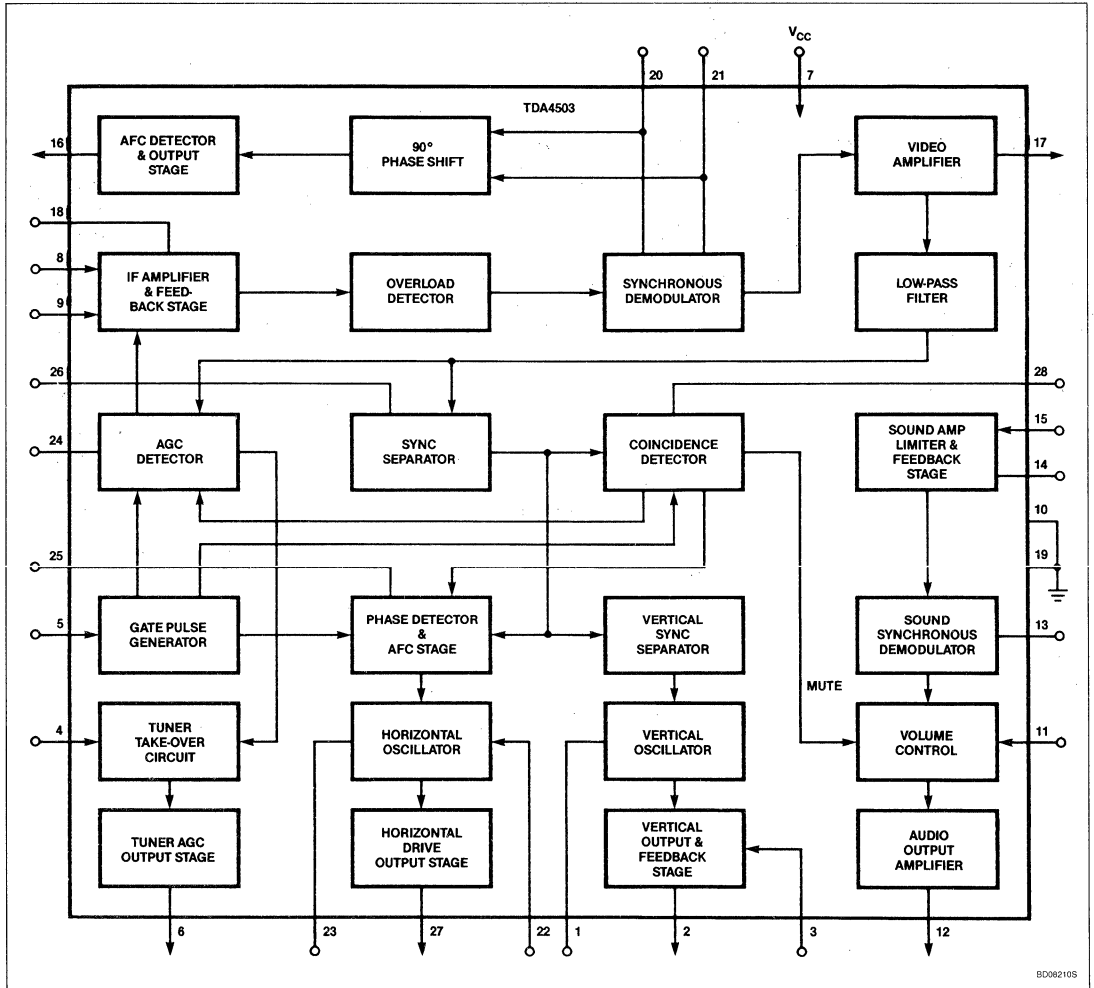 V_CC
20
21
7
TDA4503
16
AFC DETECTOR
& OUTPUT
STAGE
90°
PHASE SHIFT
VIDEO
AMPLIFIER
17
18
8
9
IF AMPLIFIER
& FEED-
BACK STAGE
OVERLOAD
DETECTOR
SYNCHRONOUS
DEMODULATOR
LOW-PASS
FILTER
26
28
24
AGC
DETECTOR
SYNC
SEPARATOR
COINCIDENCE
DETECTOR
SOUND AMP
LIMITER &
FEEDBACK
STAGE
15
14
10
25
19
5
GATE PULSE
GENERATOR
PHASE DETECTOR
&
AFC STAGE
VERTICAL
SYNC
SEPARATOR
SOUND
SYNCHRONOUS
DEMODULATOR
13
MUTE
4
TUNER
TAKE-OVER
CIRCUIT
HORIZONTAL
OSCILLATOR
VERTICAL
OSCILLATOR
VOLUME
CONTROL
11
TUNER AGC
OUTPUT STAGE
HORIZONTAL
DRIVE
OUTPUT STAGE
VERTICAL
OUTPUT &
FEEDBACK
STAGE
AUDIO
OUTPUT
AMPLIFIER
6
23
27
22
1
2
3
12
BD08210S